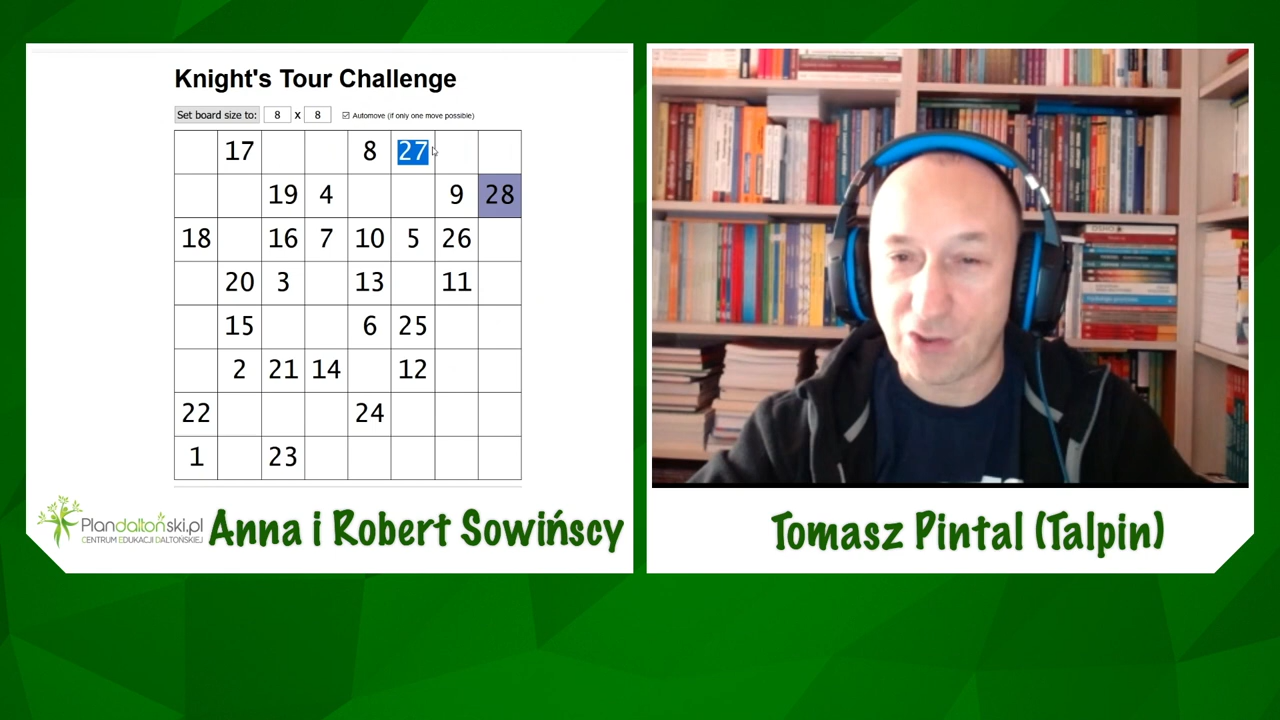 Knight's Tour Challenge
Set board size to: 8 x 8 Automove (if only one move possible)
17 8 27
19 4 9 28
18 16 7 10 5 26
20 3 13 11
15 6 25
2 21 14 12
22 24
1 23
Plandaltoński.pl
CENTRUM EDUKACJI DALTOŃSKIEJ
Anna i Robert Sowińscy
OSHO
Tomasz Pintal (Talpin)